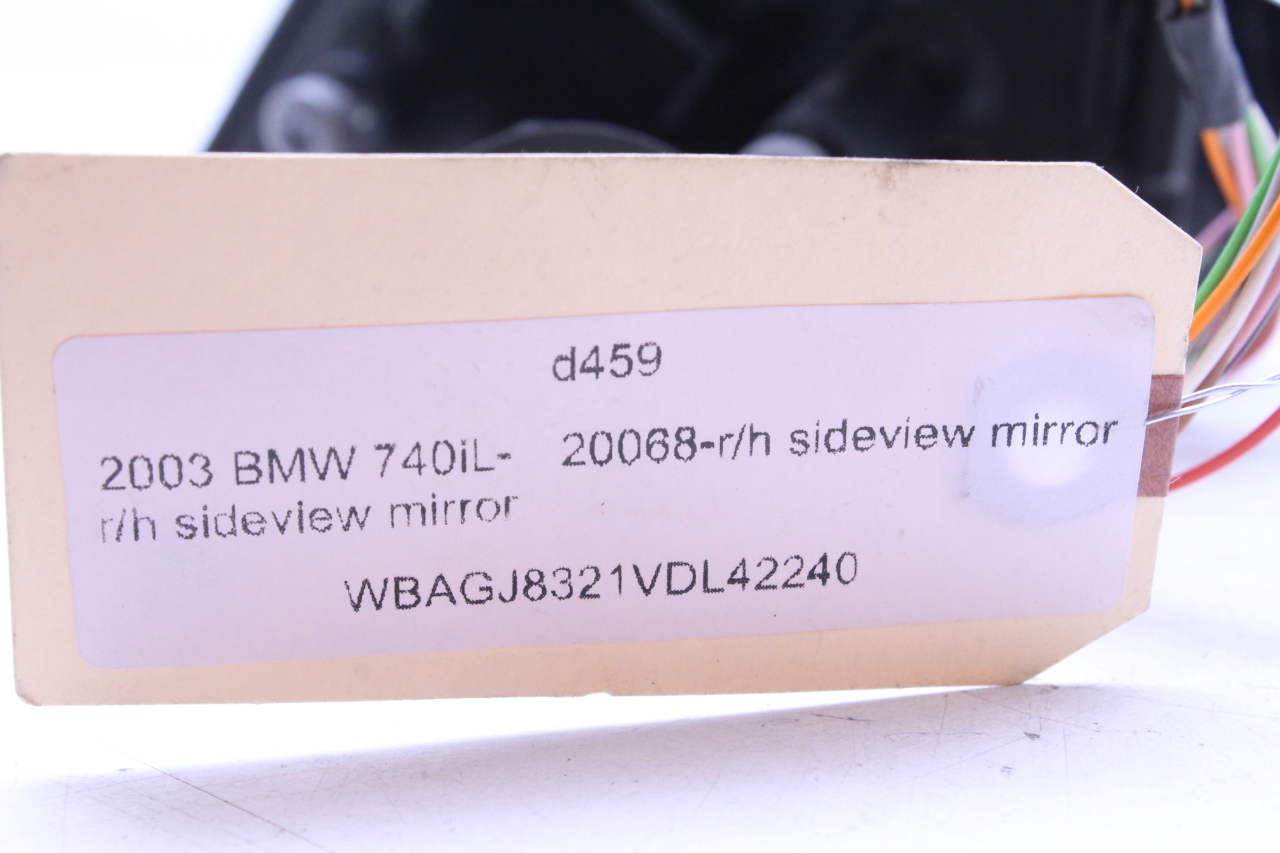 d459
2003 BMW 740iL- 20068-r/h sideview mirror
r/h sideview mirror
WBAGJ8321VDL42240